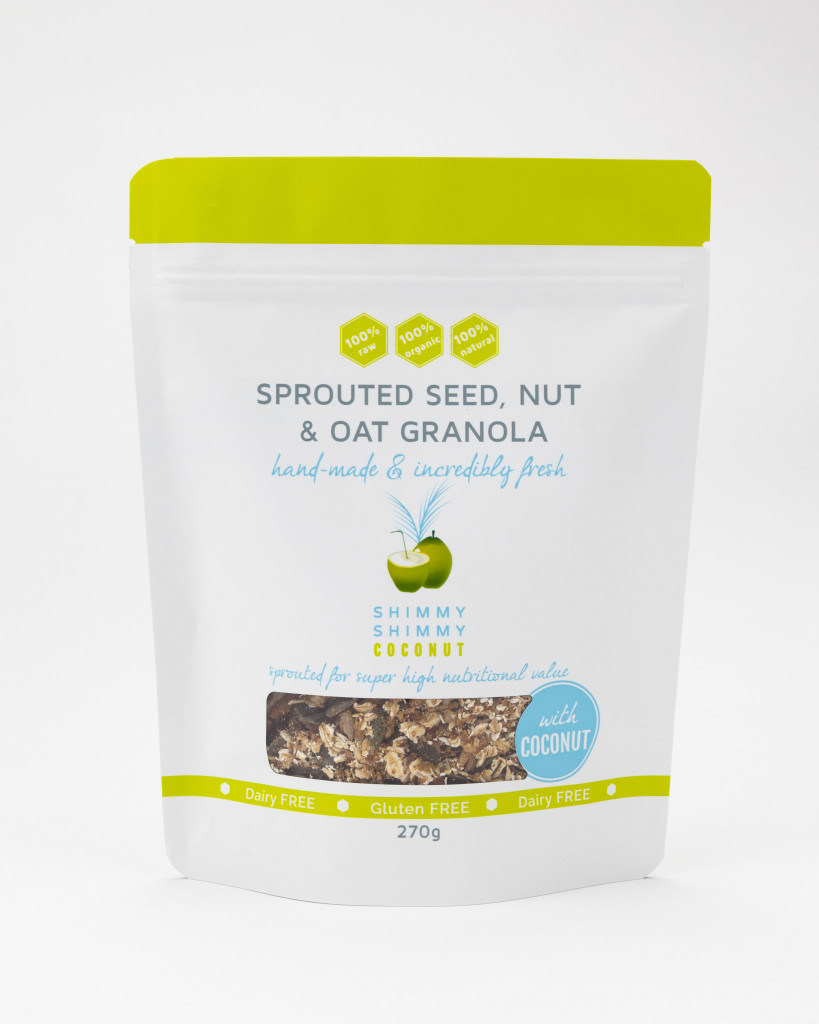 100% raw
100% organic
100% natural
SPROUTED SEED, NUT
& OAT GRANOLA
hand-made & incredibly fresh
SHIMMY
SHIMMY
COCONUT
sprouted for super high nutritional value
with
COCONUT
Dairy FREE Gluten FREE Dairy FREE
270g